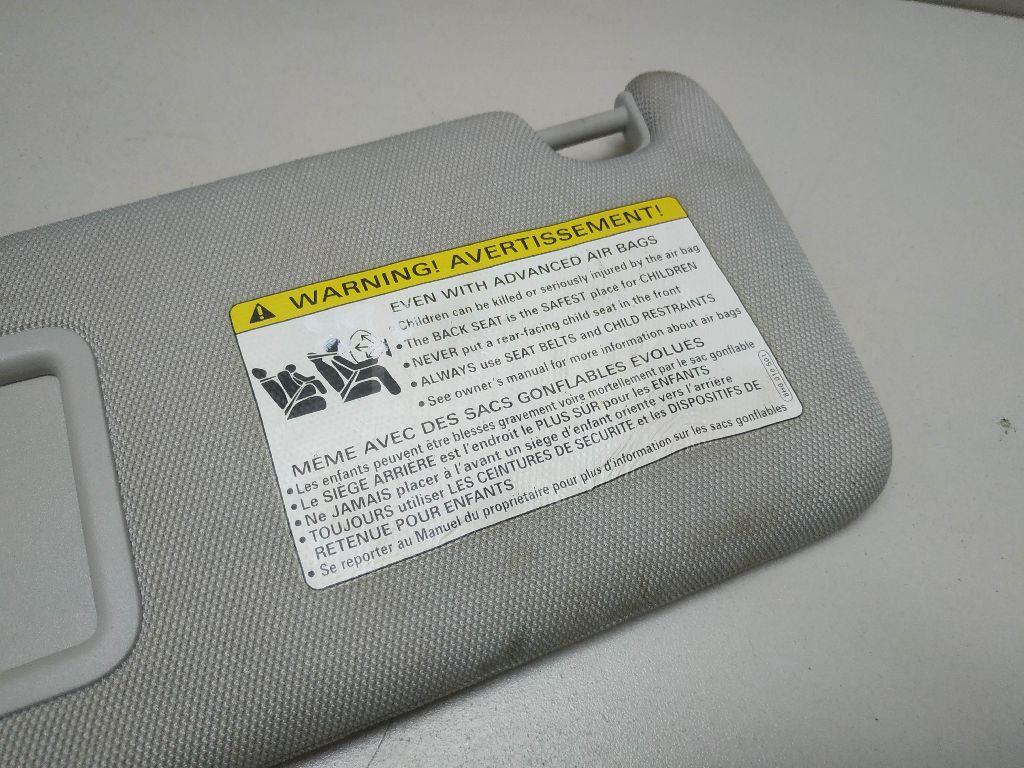 WARNING! AVERTISSEMENT!
EVEN WITH ADVANCED AIR BAGS
• Children can be killed or seriously injured by the air bag
• The BACK SEAT is the SAFEST place for CHILDREN
• NEVER put a rear-facing child seat in the front
• ALWAYS use SEAT BELTS and CHILD RESTRAINTS
• See owner's manual for more information about air bags
MÊME AVEC DES SACS GONFLABLES EVOLUES
• Les enfants peuvent être blesses gravement voire mortellement par le sac gonflable
• Le SIÈGE ARRIÈRE est l'endroit le PLUS SUR pour les ENFANTS
• Ne JAMAIS placer à l'avant un siège d'enfant oriente vers l'arrière
• TOUJOURS utiliser LES CEINTURES DE SECURITE et les DISPOSITIFS DE
RETENUE POUR ENFANTS
• Se reporter au Manuel du propriétaire pour plus d'information sur les sacs gonflables